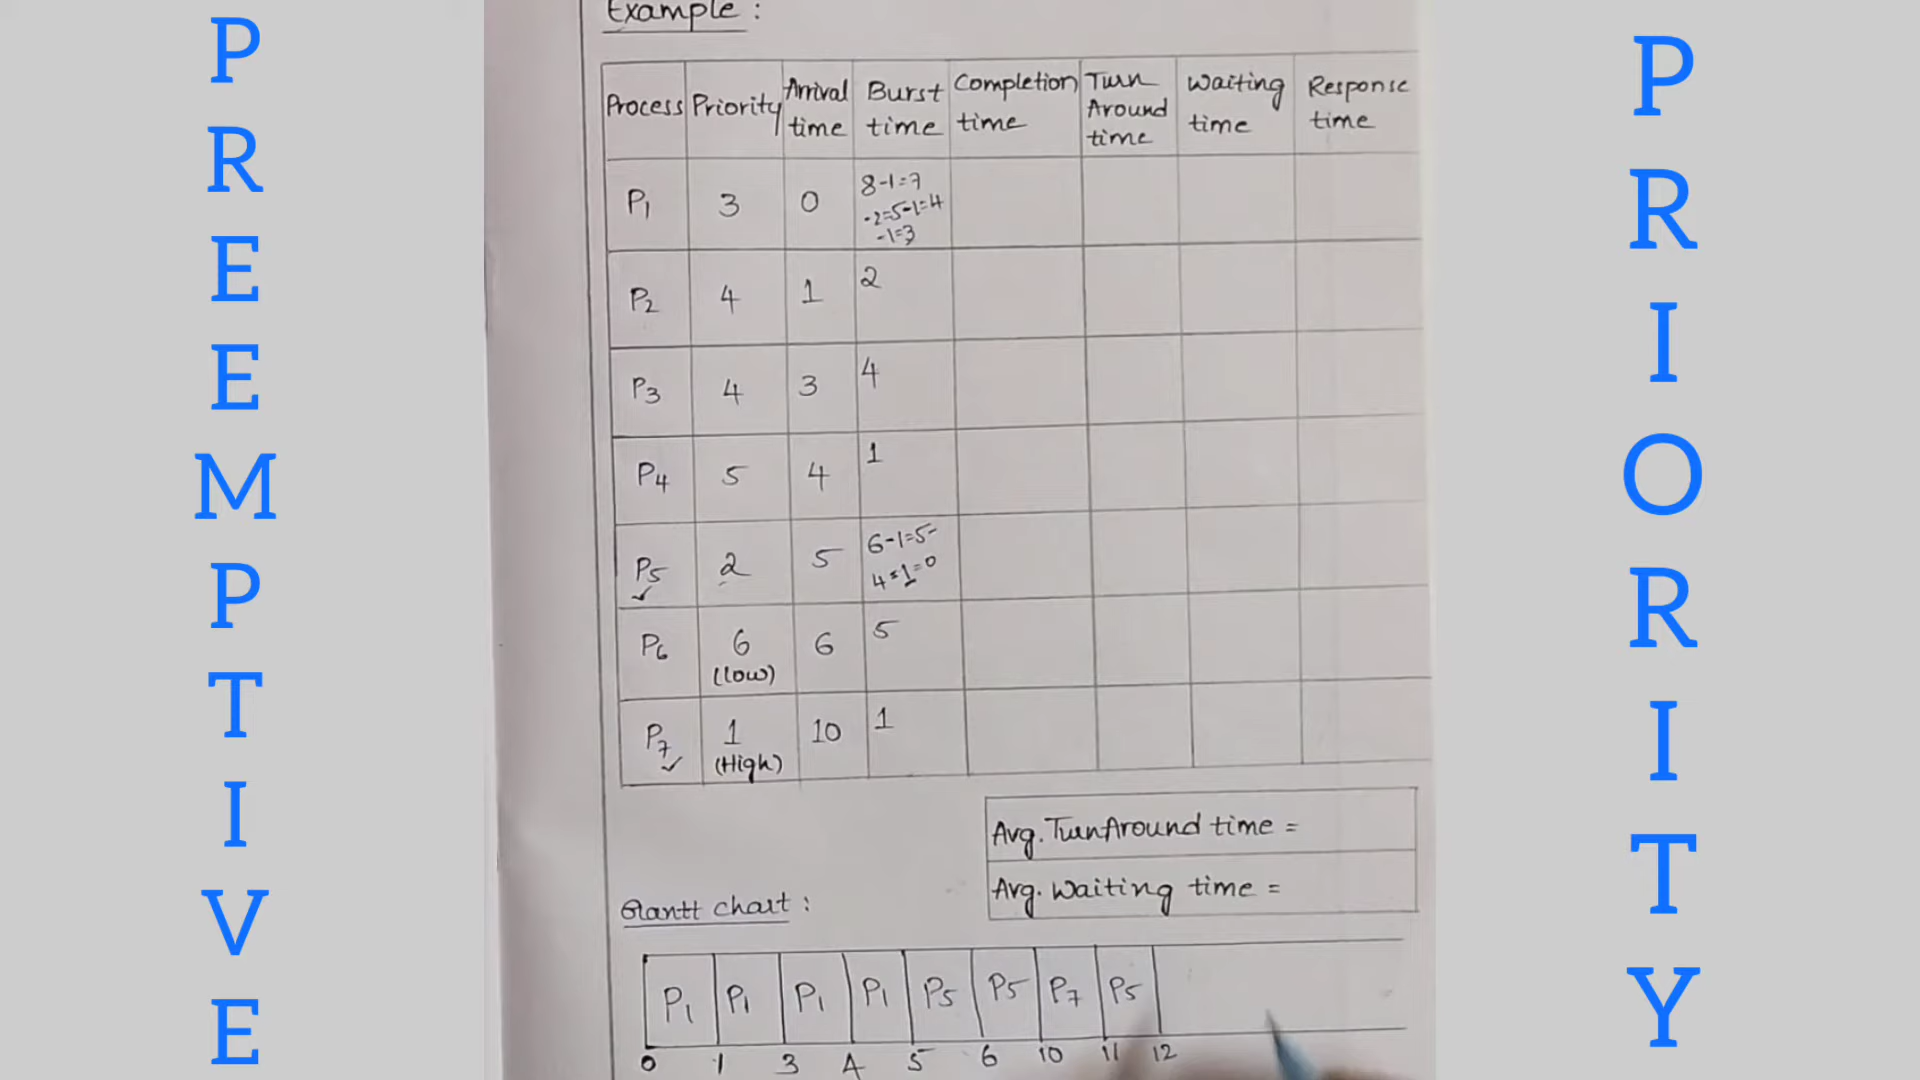 PREEMPTIVE
Example :
Process Priority Arrival time Burst time Completion time Turn Around time Waiting time Response time
P1 3 0 8-1=7 -2=5-1=4 -1=3
P2 4 1 2
P3 4 3 4
P4 5 4 1
P5 2 5 6-1=5- 4=1=0
P6 6 (low) 6 5
P7 1 (High) 10 1
Avg. TurnAround time =
Avg. Waiting time =
Gantt chart :
P1 P1 P1 P1 P5 P5 P7 P5
0 1 3 4 5 6 10 11 12
PRIORITY